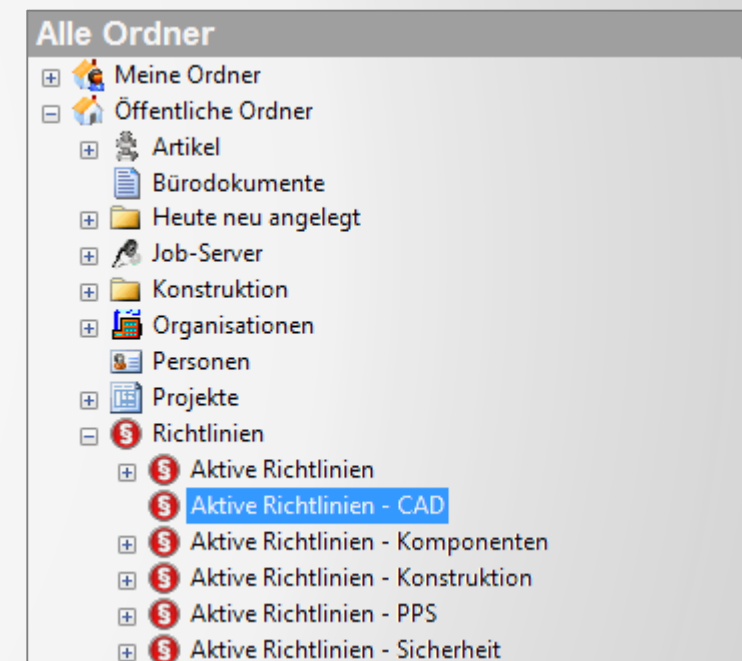 Alle Ordner
Meine Ordner
Öffentliche Ordner
Artikel
Bürodokumente
Heute neu angelegt
Job-Server
Konstruktion
Organisationen
Personen
Projekte
Richtlinien
Aktive Richtlinien
Aktive Richtlinien - CAD
Aktive Richtlinien - Komponenten
Aktive Richtlinien - Konstruktion
Aktive Richtlinien - PPS
Aktive Richtlinien - Sicherheit